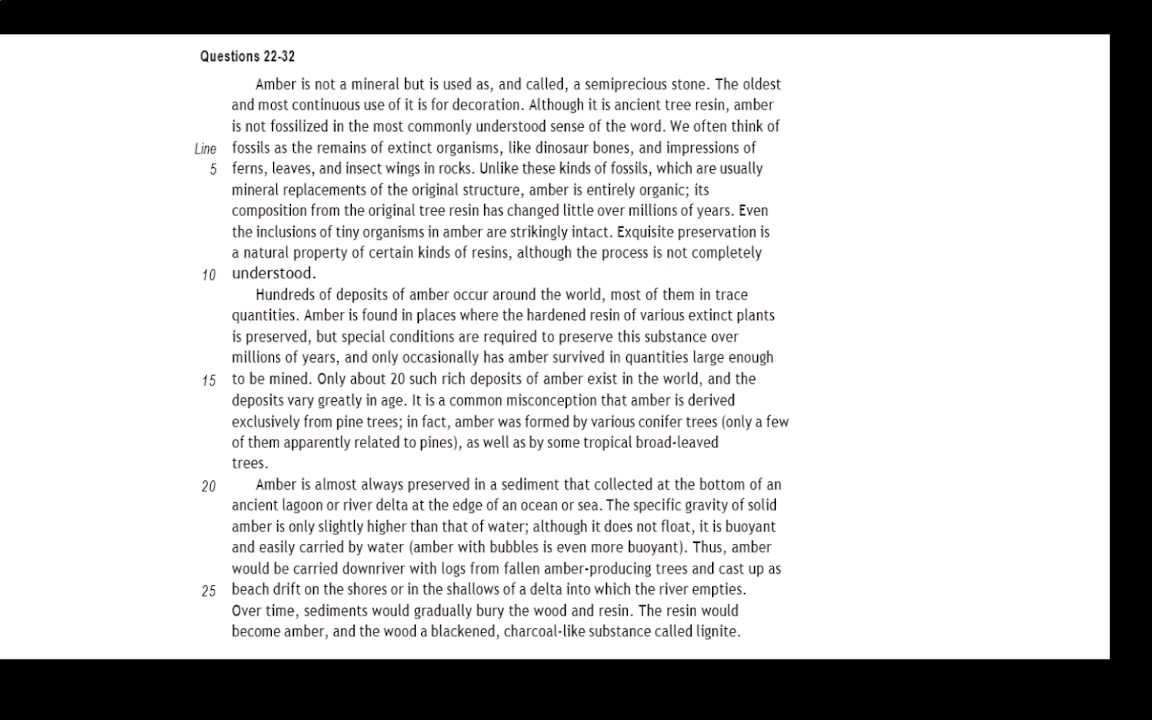 Questions 22-32
Amber is not a mineral but is used as, and called, a semiprecious stone. The oldest
and most continuous use of it is for decoration. Although it is ancient tree resin, amber
is not fossilized in the most commonly understood sense of the word. We often think of
Line fossils as the remains of extinct organisms, like dinosaur bones, and impressions of
5 ferns, leaves, and insect wings in rocks. Unlike these kinds of fossils, which are usually
mineral replacements of the original structure, amber is entirely organic; its
composition from the original tree resin has changed little over millions of years. Even
the inclusions of tiny organisms in amber are strikingly intact. Exquisite preservation is
a natural property of certain kinds of resins, although the process is not completely
10 understood.
Hundreds of deposits of amber occur around the world, most of them in trace
quantities. Amber is found in places where the hardened resin of various extinct plants
is preserved, but special conditions are required to preserve this substance over
millions of years, and only occasionally has amber survived in quantities large enough
15 to be mined. Only about 20 such rich deposits of amber exist in the world, and the
deposits vary greatly in age. It is a common misconception that amber is derived
exclusively from pine trees; in fact, amber was formed by various conifer trees (only a few
of them apparently related to pines), as well as by some tropical broad-leaved
trees.
20 Amber is almost always preserved in a sediment that collected at the bottom of an
ancient lagoon or river delta at the edge of an ocean or sea. The specific gravity of solid
amber is only slightly higher than that of water; although it does not float, it is buoyant
and easily carried by water (amber with bubbles is even more buoyant). Thus, amber
would be carried downriver with logs from fallen amber-producing trees and cast up as
25 beach drift on the shores or in the shallows of a delta into which the river empties.
Over time, sediments would gradually bury the wood and resin. The resin would
become amber, and the wood a blackened, charcoal-like substance called lignite.